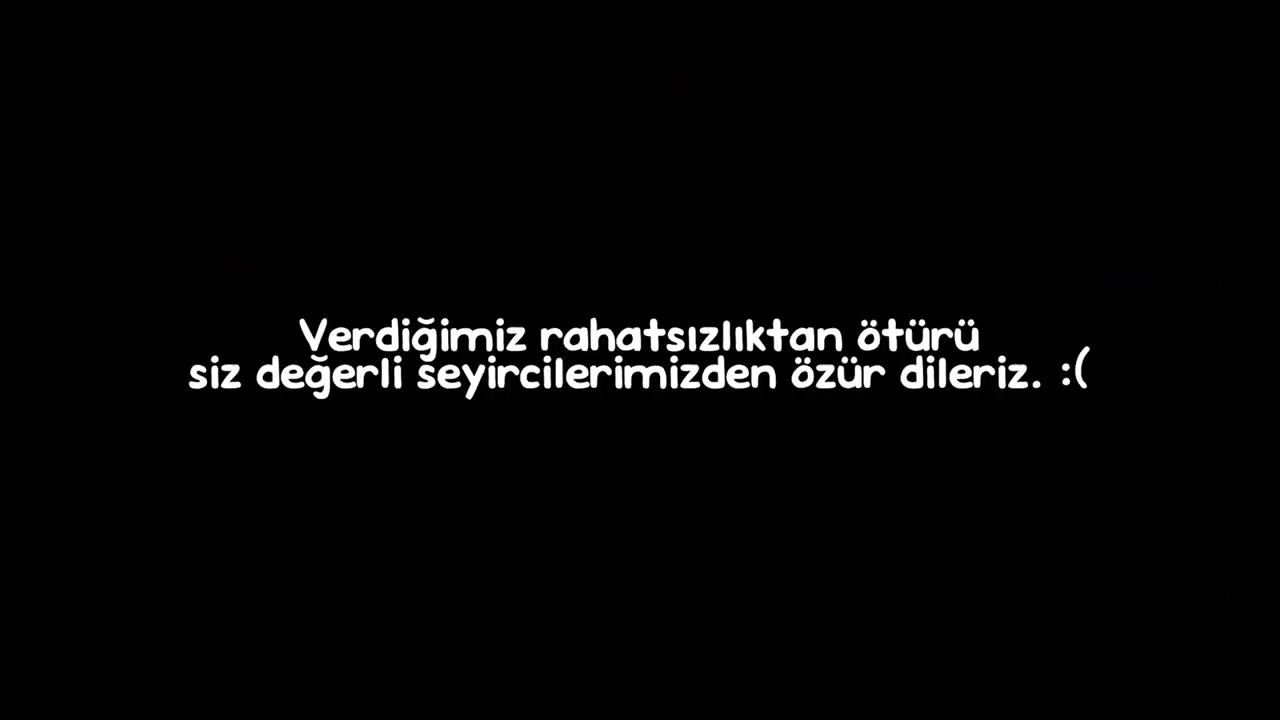 Verdiğimiz rahatsızlıktan ötürü
siz değerli seyircilerimizden özür dileriz. :(